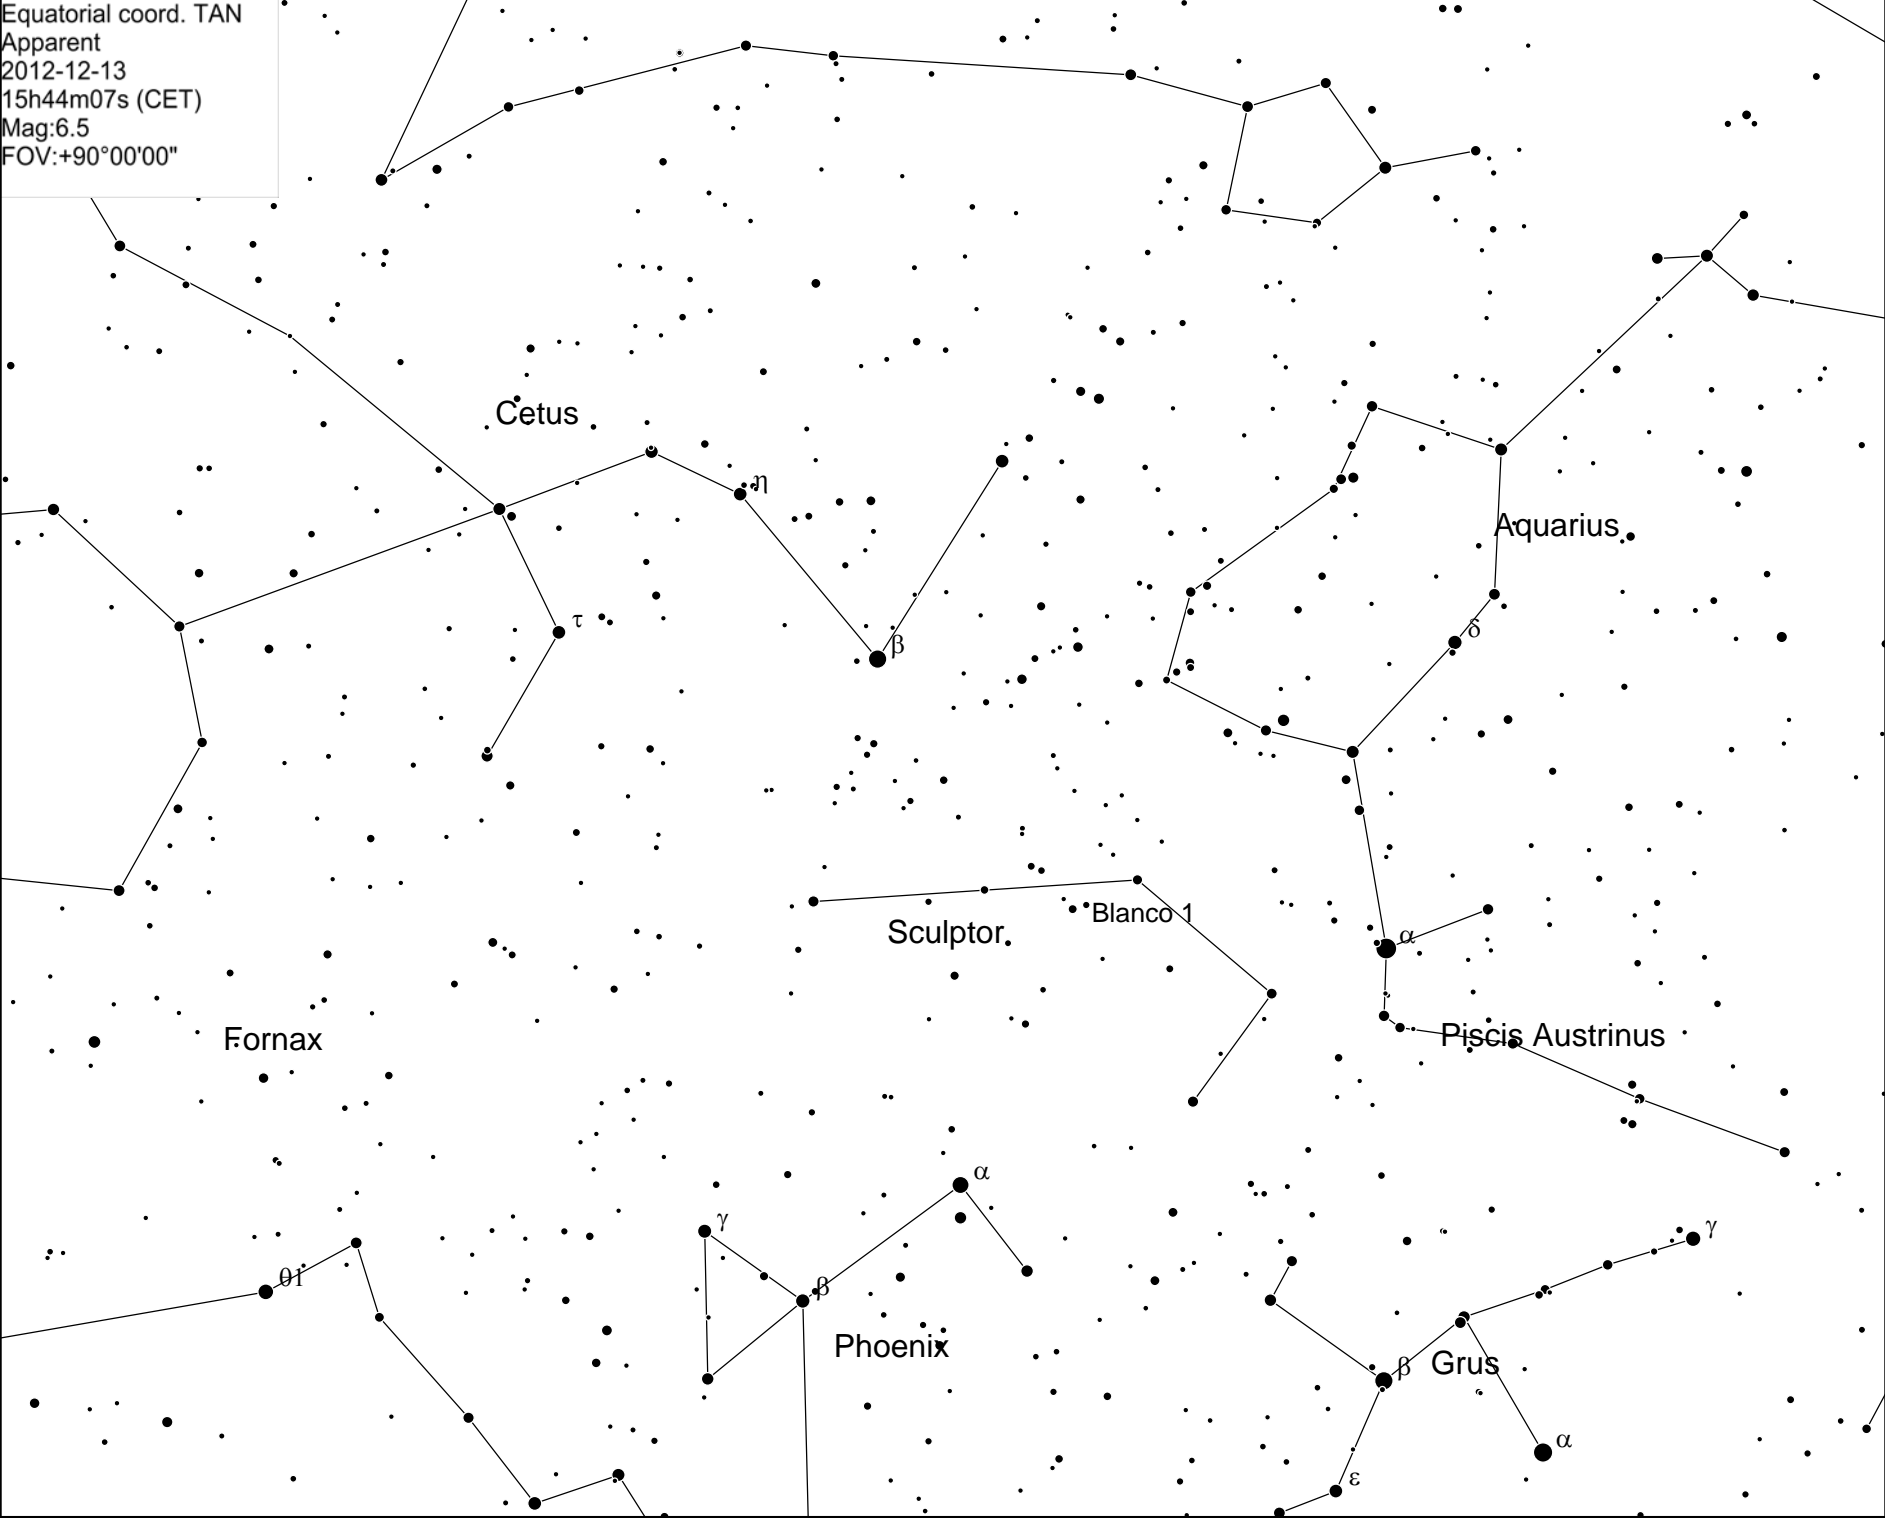 Equatorial coord. TAN
Apparent
2012-12-13
15h44m07s (CET)
Mag:6.5
FOV:+90°00'00"
Cetus
η
Aquarius
τ
δ
β
Blanco 1
Sculptor
α
Fornax
Piscis Austrinus
α
γ
γ
θ1
β
Phoenix
β
Grus
α
ε